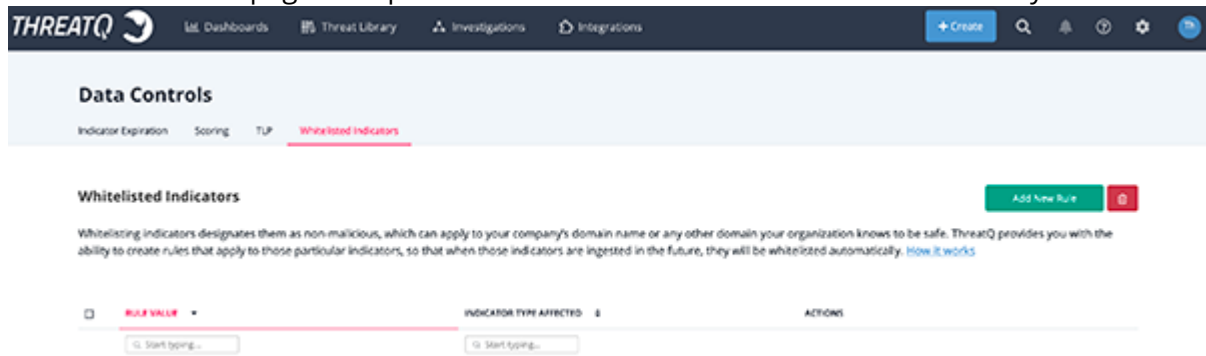 THREATQ
Dashboards
Threat Library
Investigations
Integrations
+ Create
Data Controls
Indicator Expiration
Scoring
TLP
Whitelisted Indicators
Whitelisted Indicators
Add New Rule
Whitelisting indicators designates them as non-malicious, which can apply to your company's domain name or any other domain your organization knows to be safe. ThreatQ provides you with the
ability to create rules that apply to those particular indicators, so that when those indicators are ingested in the future, they will be whitelisted automatically. How it works
RULE VALUE
INDICATOR TYPE AFFECTED
ACTIONS
Start typing...
Start typing...